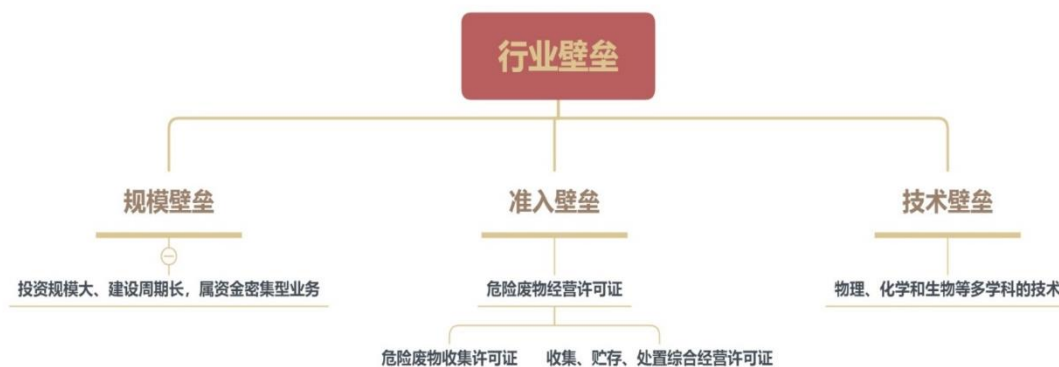 行业壁垒
规模壁垒
准入壁垒
技术壁垒
投资规模大、建设周期长，属资金密集型业务
危险废物经营许可证
物理、化学和生物等多学科的技术
危险废物收集许可证
收集、贮存、处置综合经营许可证